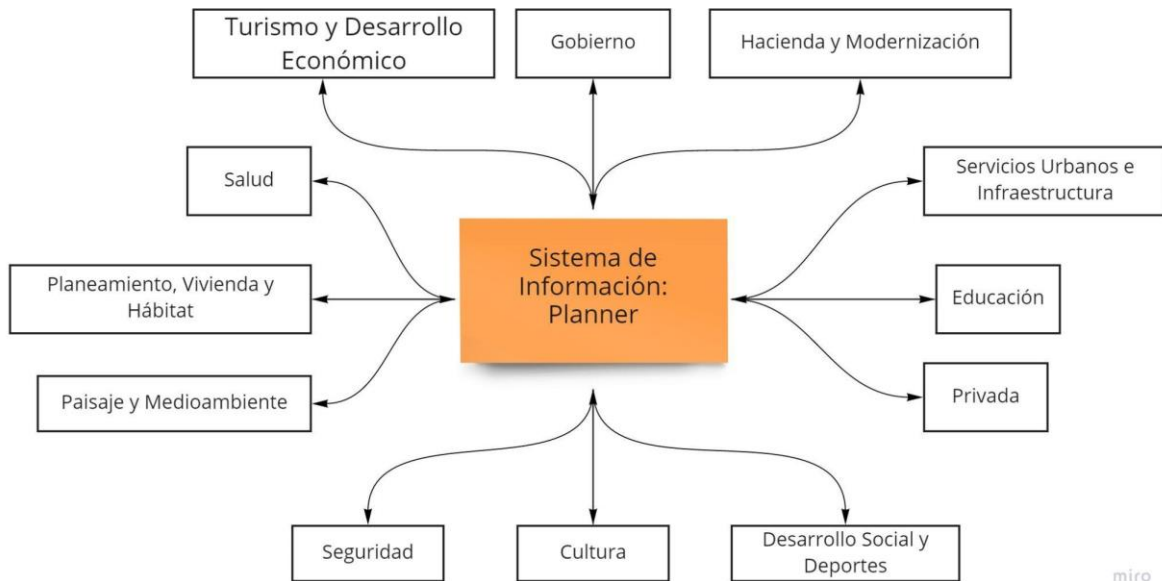 Turismo y Desarrollo
Económico
Gobierno
Hacienda y Modernización
Salud
Servicios Urbanos e
Infraestructura
Sistema de
Información:
Planner
Planeamiento, Vivienda y
Hábitat
Educación
Paisaje y Medioambiente
Privada
Seguridad
Cultura
Desarrollo Social y
Deportes
miro